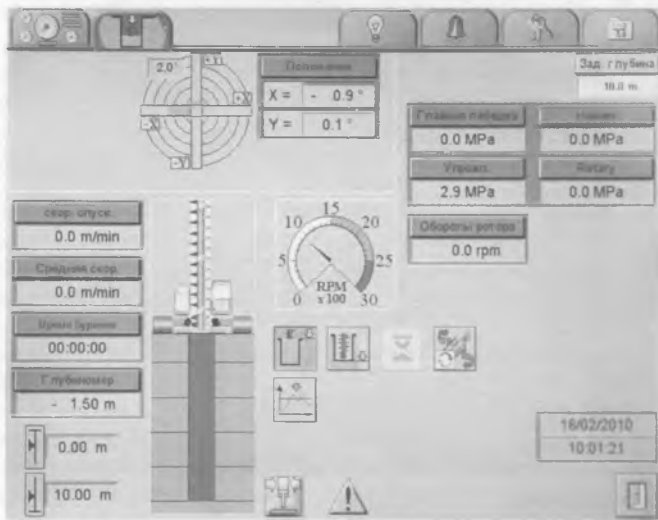 2.0°
+Y
+X
-X
-Y
Положение
X = - 0.9 °
Y = 0.1 °
Зад. глубина
10.0 m
Главная лебедка
0.0 MPa
0.0 MPa
Управл.
2.9 MPa
Rotary
0.0 MPa
Обороты ротора
0.0 rpm
скор. опуск.
0.0 m/min
Средняя скор.
0.0 m/min
Время бурения
00:00:00
Глубиномер
- 1.50 m
0.00 m
10.00 m
0
5
10
15
20
25
30
RPM
x100
16/02/2010
10:01:21